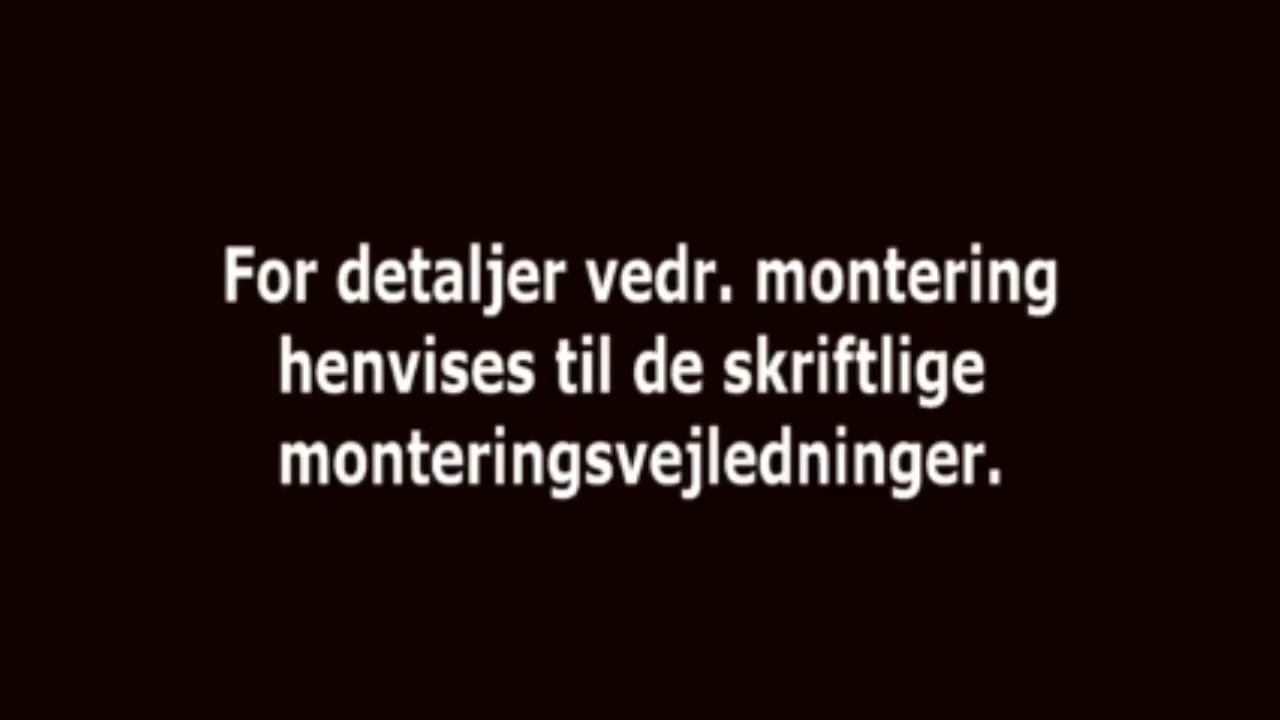 For detaljer vedr. montering
henvises til de skriftlige
monteringsvejledninger.